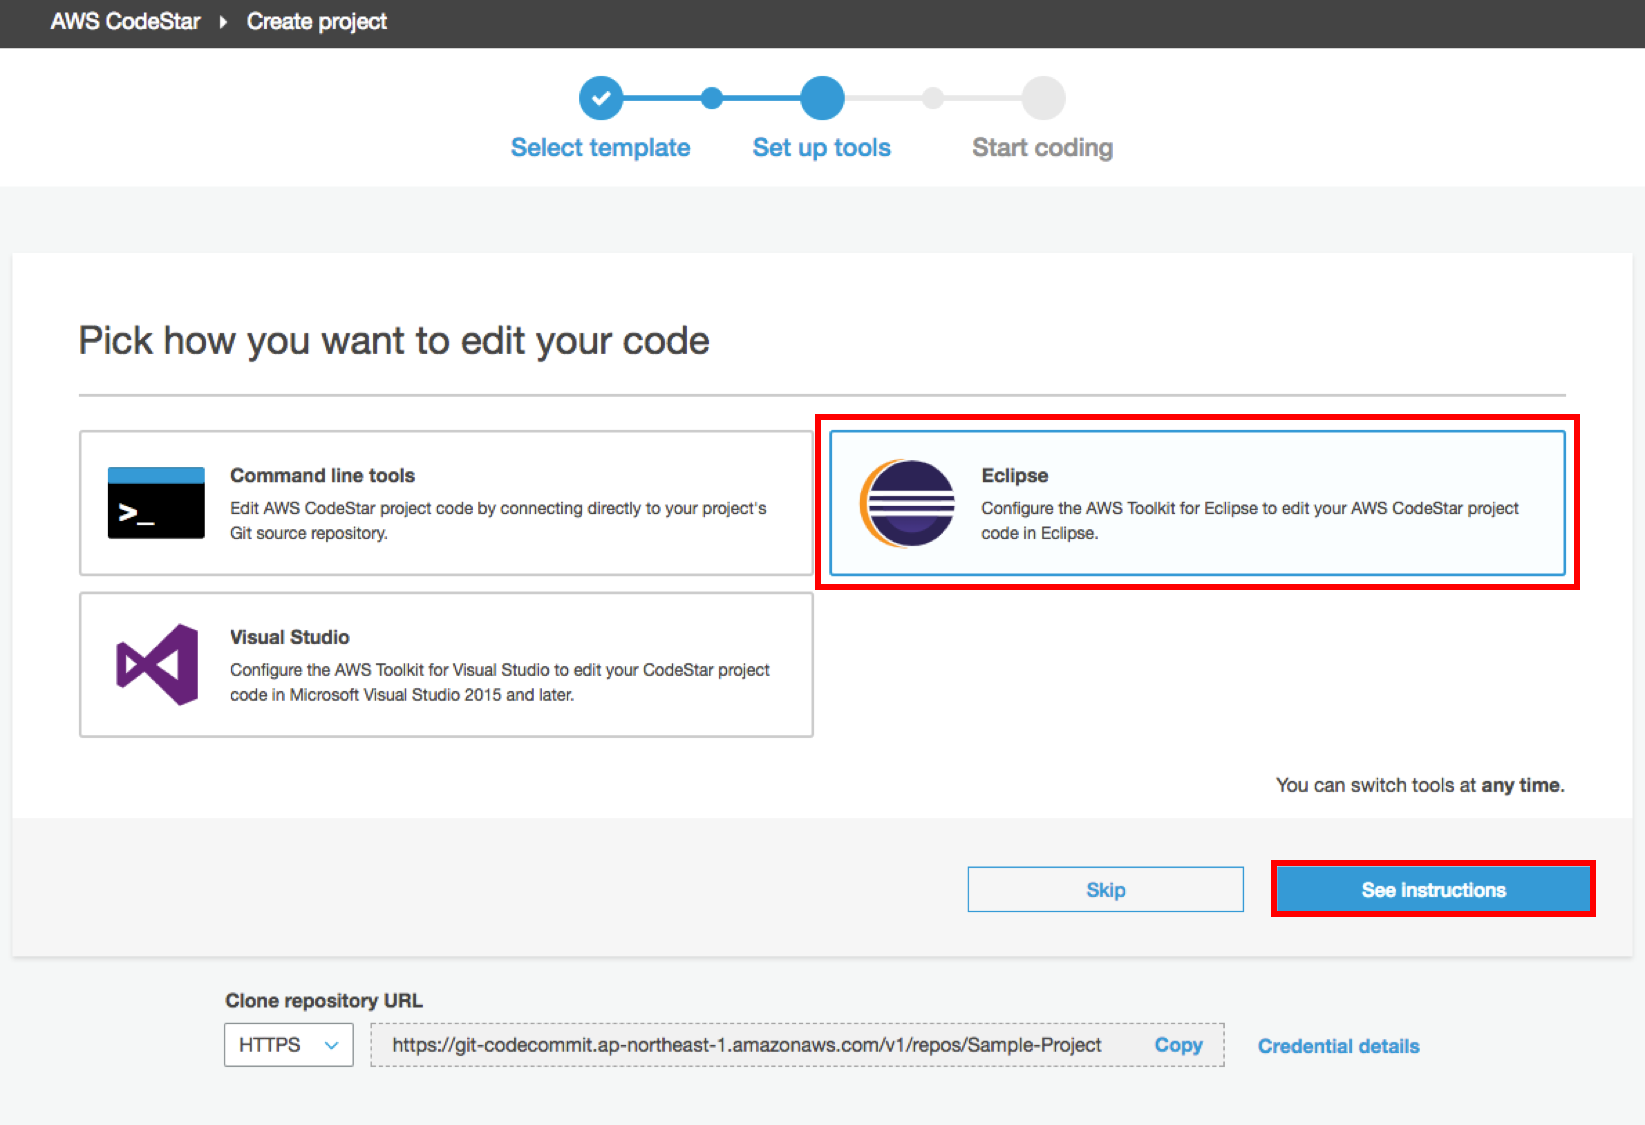 AWS CodeStar Create project
Select template
Set up tools
Start coding
Pick how you want to edit your code
Command line tools
Edit AWS CodeStar project code by connecting directly to your project's
Git source repository.
Eclipse
Configure the AWS Toolkit for Eclipse to edit your AWS CodeStar project
code in Eclipse.
>_
Visual Studio
Configure the AWS Toolkit for Visual Studio to edit your CodeStar project
code in Microsoft Visual Studio 2015 and later.
You can switch tools at any time.
Skip
See instructions
Clone repository URL
HTTPS
https://git-codecommit.ap-northeast-1.amazonaws.com/v1/repos/Sample-Project
Copy
Credential details